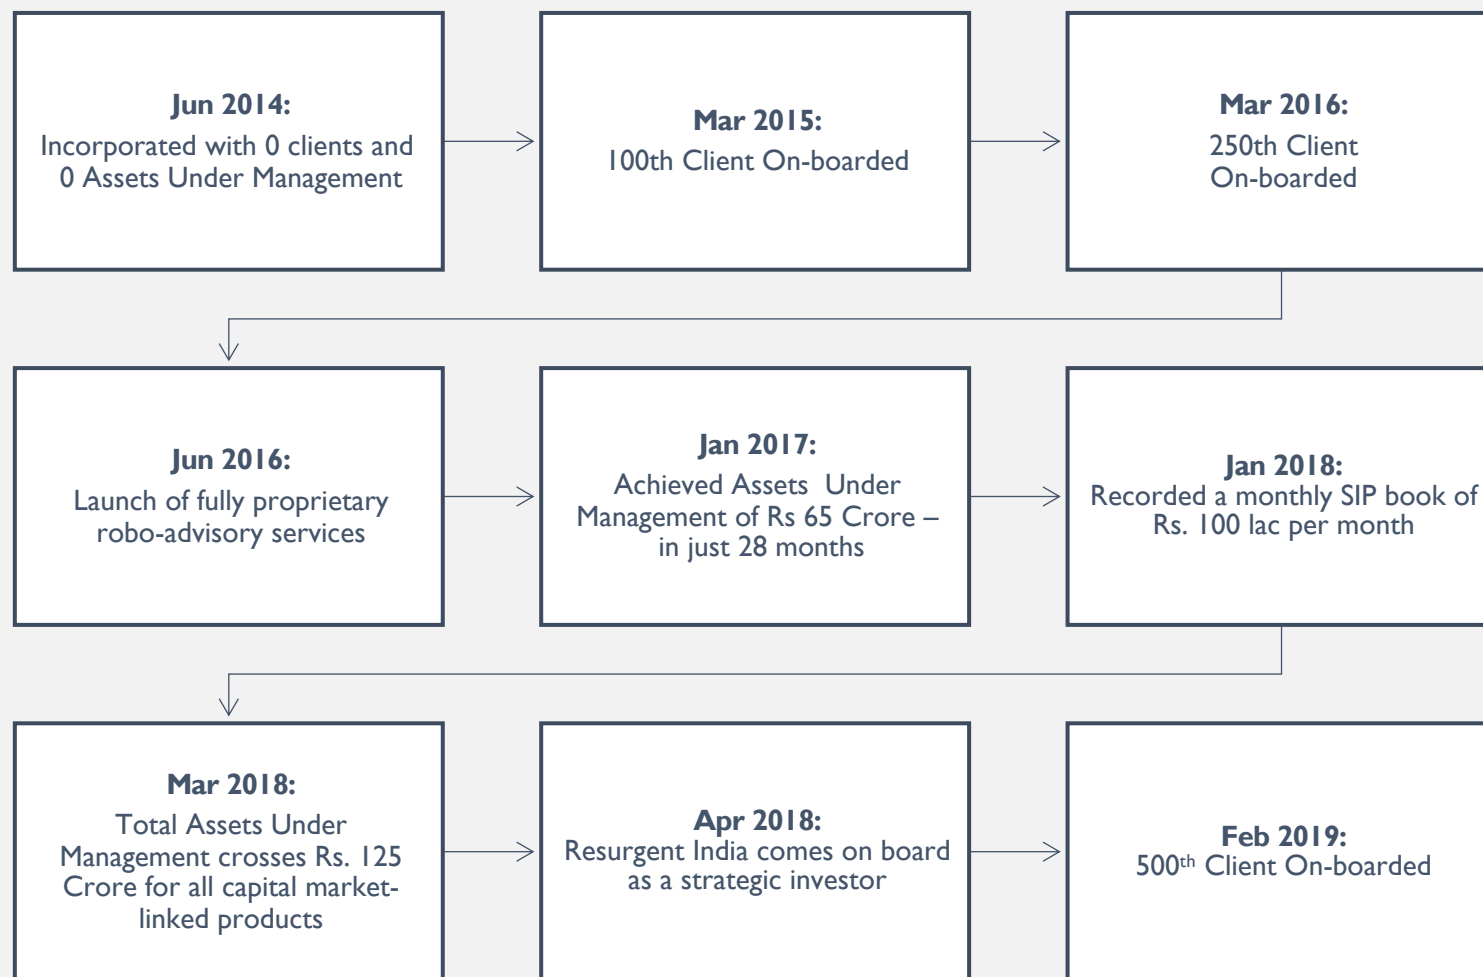 Jun 2014:
Incorporated with 0 clients and
0 Assets Under Management
Mar 2015:
100th Client On-boarded
Mar 2016:
250th Client
On-boarded
Jun 2016:
Launch of fully proprietary
robo-advisory services
Jan 2017:
Achieved Assets  Under
Management of Rs 65 Crore –
in just 28 months
Jan 2018:
Recorded a monthly SIP book of
Rs. 100 lac per month
Mar 2018:
Total Assets Under
Management crosses Rs. 125
Crore for all capital market-
linked products
Apr 2018:
Resurgent India comes on board
as a strategic investor
Feb 2019:
500th Client On-boarded